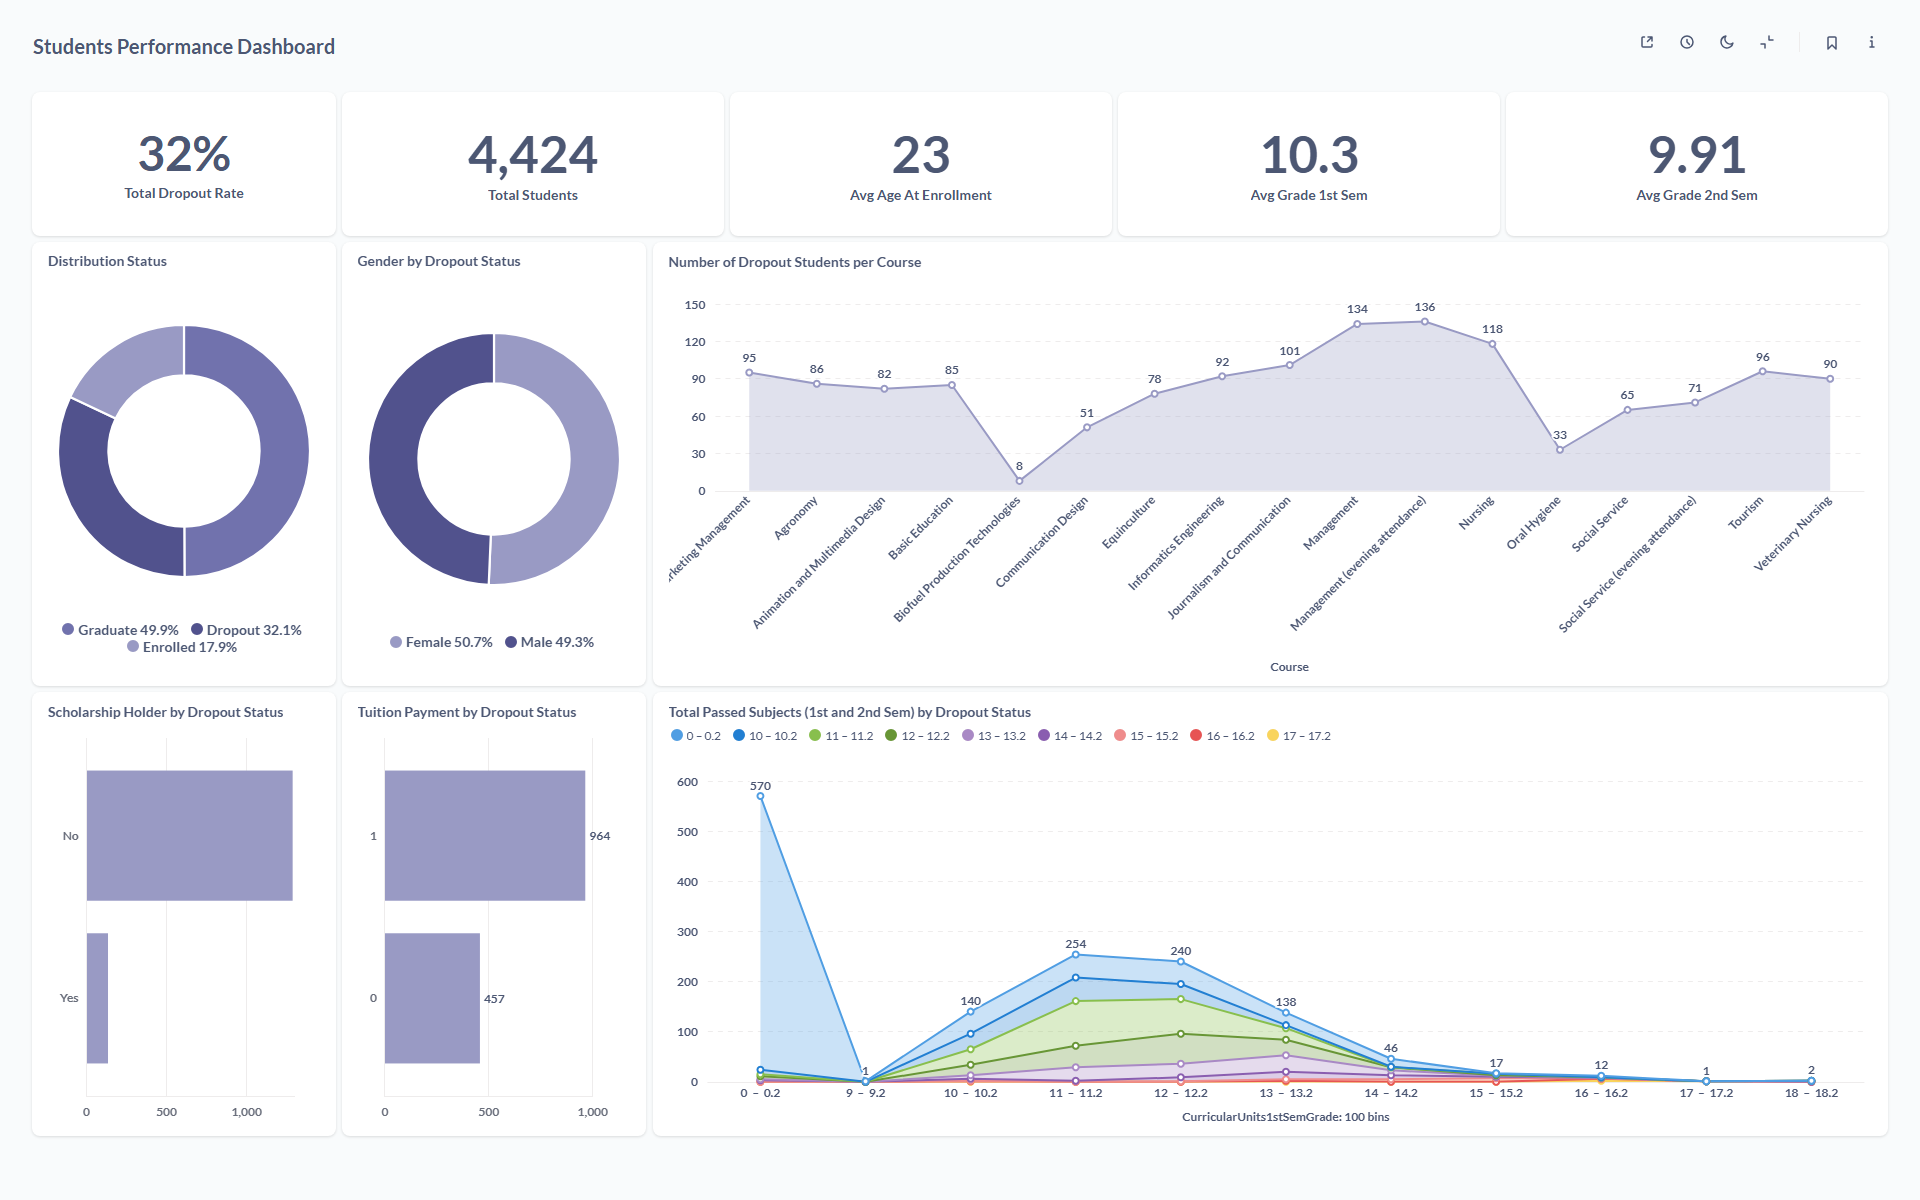 Students Performance Dashboard
32%
Total Dropout Rate
4,424
Total Students
23
Avg Age At Enrollment
10.3
Avg Grade 1st Sem
9.91
Avg Grade 2nd Sem
Distribution Status
Graduate 49.9% Dropout 32.1%
Enrolled 17.9%
Gender by Dropout Status
Female 50.7% Male 49.3%
Number of Dropout Students per Course
150
120
90
60
30
0
95
86
82
85
8
51
78
92
101
134
136
118
33
65
71
96
90
rketing Management
Agronomy
Animation and Multimedia Design
Basic Education
Biofuel Production Technologies
Communication Design
Equinculture
Informatics Engineering
Journalism and Communication
Management
Management (evening attendance)
Nursing
Oral Hygiene
Social Service
Social Service (evening attendance)
Tourism
Veterinary Nursing
Course
Scholarship Holder by Dropout Status
No
Yes
0 500 1,000
Tuition Payment by Dropout Status
1
964
0
457
0 500 1,000
Total Passed Subjects (1st and 2nd Sem) by Dropout Status
0 – 0.2 10 – 10.2 11 – 11.2 12 – 12.2 13 – 13.2 14 – 14.2 15 – 15.2 16 – 16.2 17 – 17.2
600
500
400
300
200
100
0
570
1
140
254
240
138
46
17
12
1
2
0 – 0.2 9 – 9.2 10 – 10.2 11 – 11.2 12 – 12.2 13 – 13.2 14 – 14.2 15 – 15.2 16 – 16.2 17 – 17.2 18 – 18.2
CurricularUnits1stSemGrade: 100 bins